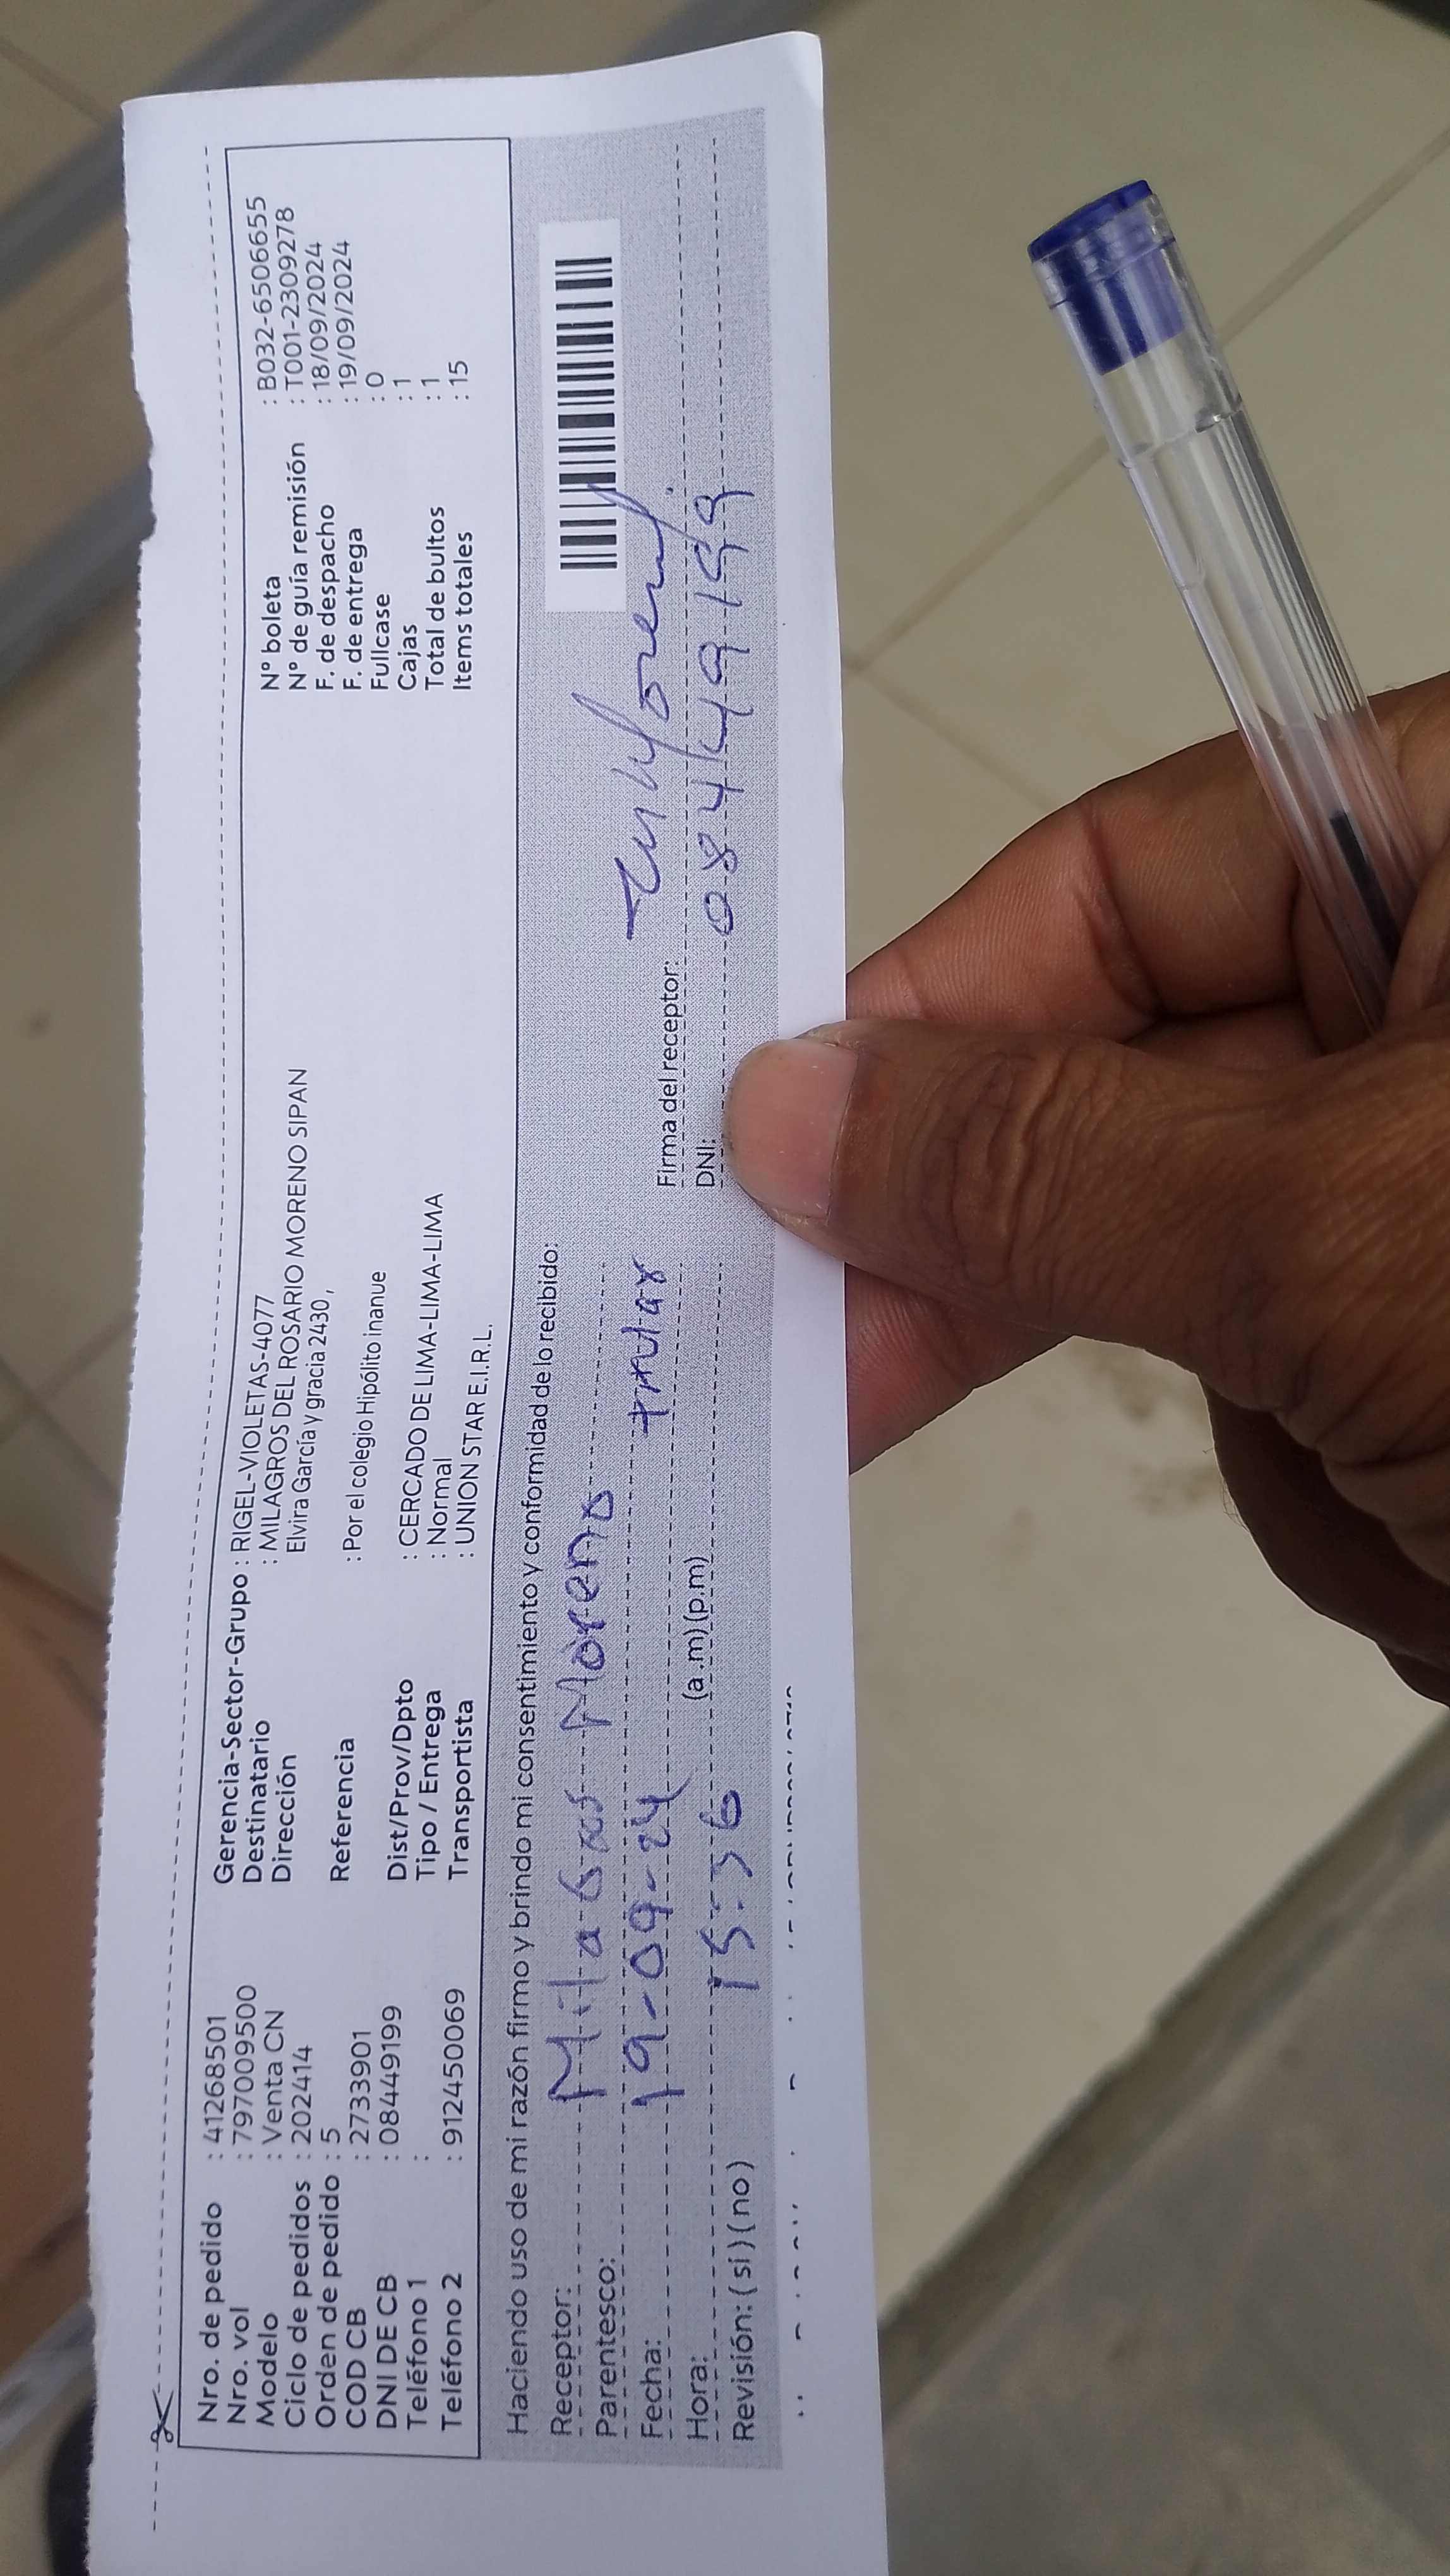 Nro. de pedido : 41268501
Nro. vol : 797009500
Modelo : Venta CN
Ciclo de pedidos : 202414
Orden de pedido : 5
COD CB : 2733901
DNI DE CB : 08449199
Teléfono 1 :
Teléfono 2 : 912450069
Gerencia-Sector-Grupo : RIGEL-VIOLETAS-4077
Destinatario : MILAGROS DEL ROSARIO MORENO SIPAN
Dirección Elvira García y gracia 2430,
Referencia : Por el colegio Hipólito inanue
Dist/Prov/Dpto : CERCADO DE LIMA-LIMA-LIMA
Tipo / Entrega : Normal
Transportista : UNION STAR E.I.R.L.
N° boleta : B032-6506655
N° de guía remisión : T001-2309278
F. de despacho : 18/09/2024
F. de entrega : 19/09/2024
Fullcase : 0
Cajas : 1
Total de bultos : 1
Items totales : 15
Haciendo uso de mi razón firmo y brindo mi consentimiento y conformidad de lo recibido:
Receptor: Milagros Moreno
Parentesco: titular
Fecha: 19-09-24
Hora: 15:36 (a.m) (p.m)
Revisión: ( sí ) ( no )
Firma del receptor:
DNI: 08449199